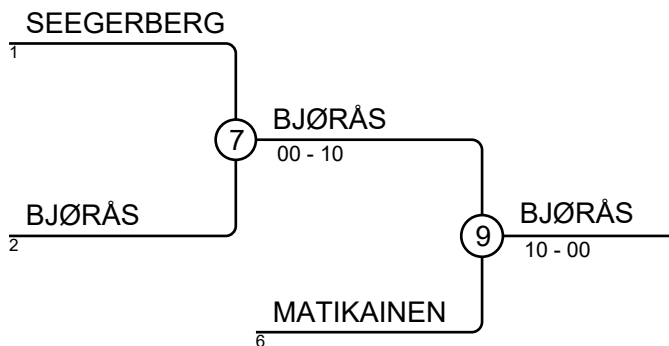 SEEGERBERG
1
7
BJØRÅS
00 - 10
BJØRÅS
2
9
BJØRÅS
10 - 00
MATIKAINEN
6